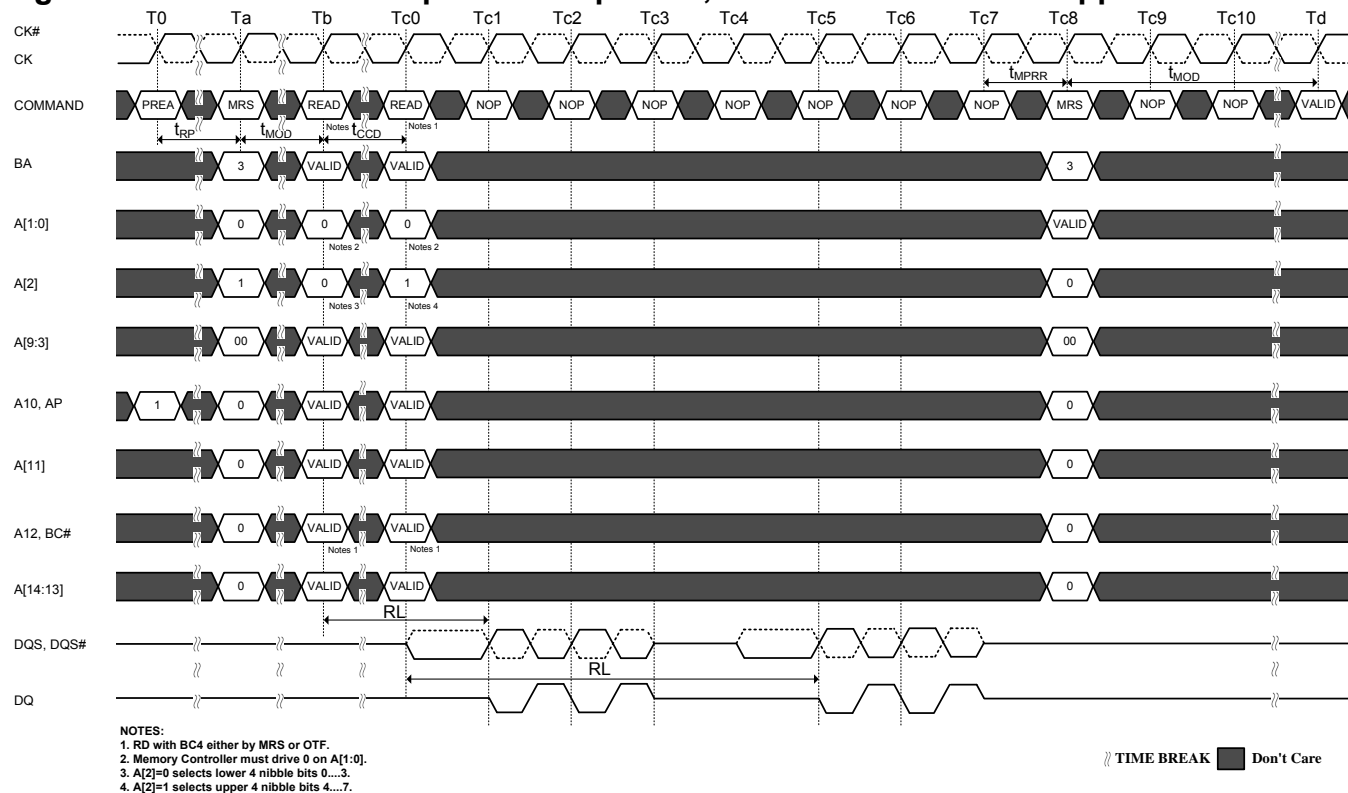 T0 Ta Tb Tc0 Tc1 Tc2 Tc3 Tc4 Tc5 Tc6 Tc7 Tc8 Tc9 Tc10 Td
CK#
CK
tMPRR tMOD
COMMAND PREA MRS READ READ NOP NOP NOP NOP NOP NOP NOP MRS NOP NOP VALID
Notes 1 Notes 1
tRP tMOD tCCD
BA 3 VALID VALID 3
A[1:0] 0 0 0 VALID
Notes 2 Notes 2
A[2] 1 0 1 0
Notes 3 Notes 4
A[9:3] 00 VALID VALID 00
A10, AP 1 0 VALID VALID 0
A[11] 0 VALID VALID 0
A12, BC# 0 VALID VALID 0
Notes 1 Notes 1
A[14:13] 0 VALID VALID 0
RL
DQS, DQS#
RL
DQ
NOTES:
1. RD with BC4 either by MRS or OTF.
2. Memory Controller must drive 0 on A[1:0].
3. A[2]=0 selects lower 4 nibble bits 0....3.
4. A[2]=1 selects upper 4 nibble bits 4....7.
TIME BREAK Don't Care